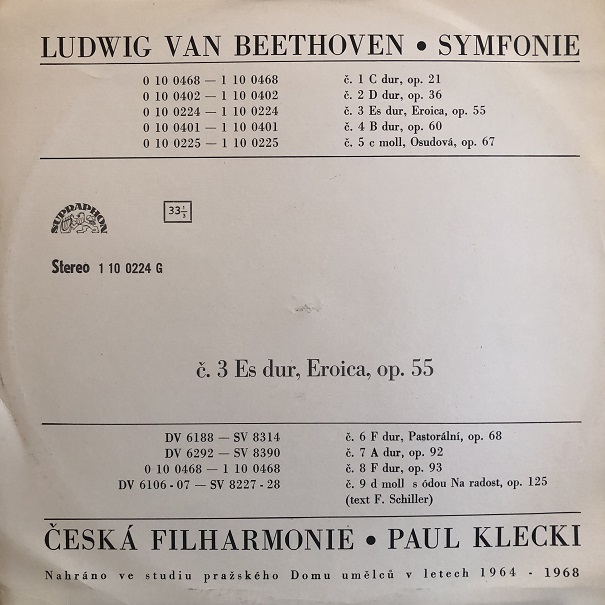 LUDWIG VAN BEETHOVEN • SYMFONIE
0 10 0468 — 1 10 0468 č. 1 C dur, op. 21
0 10 0402 — 1 10 0402 č. 2 D dur, op. 36
0 10 0224 — 1 10 0224 č. 3 Es dur, Eroica, op. 55
0 10 0401 — 1 10 0401 č. 4 B dur, op. 60
0 10 0225 — 1 10 0225 č. 5 c moll, Osudová, op. 67
SUPRAPHON
33 1/3
Stereo 1 10 0224 G
č. 3 Es dur, Eroica, op. 55
DV 6188 — SV 8314 č. 6 F dur, Pastorální, op. 68
DV 6292 — SV 8390 č. 7 A dur, op. 92
0 10 0468 — 1 10 0468 č. 8 F dur, op. 93
DV 6106 - 07 — SV 8227 - 28 č. 9 d moll s ódou Na radost, op. 125
(text F. Schiller)
ČESKÁ FILHARMONIE • PAUL KLECKI
Nahráno ve studiu pražského Domu umělců v letech 1964 - 1968